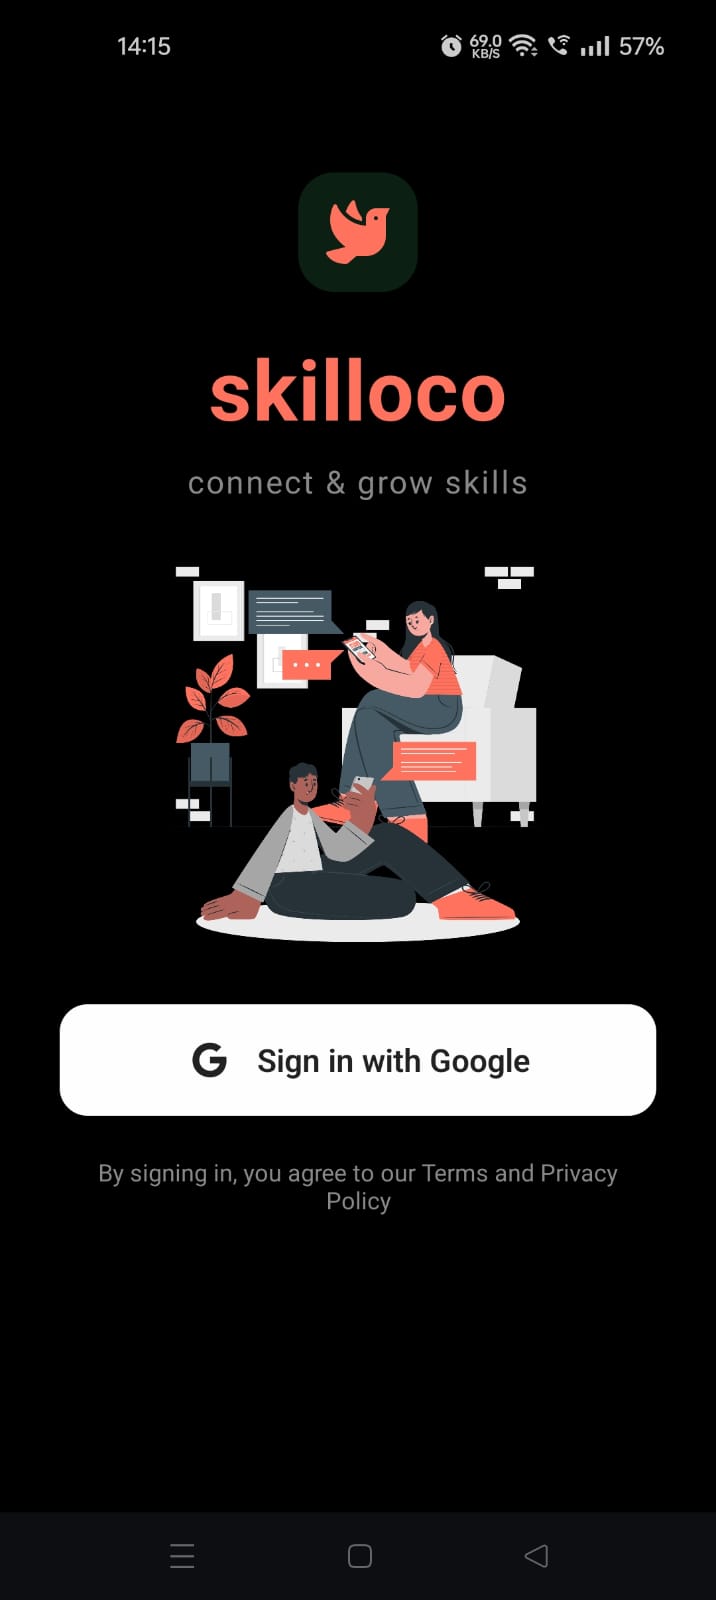 14:15
69.0
KB/S
57%
skilloco
connect & grow skills
Sign in with Google
By signing in, you agree to our Terms and Privacy
Policy